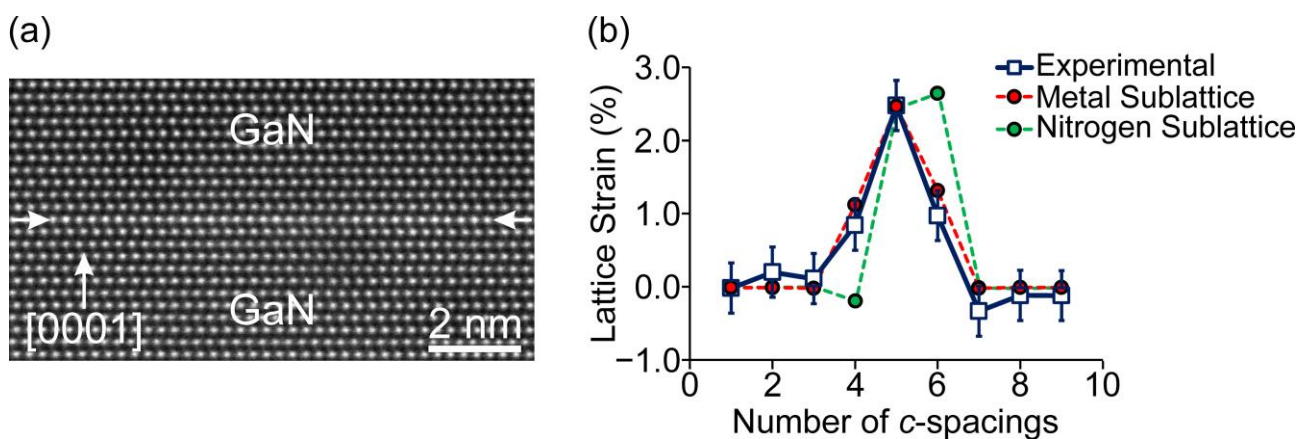 (a)
GaN
GaN
[0001]
2 nm
(b)
Experimental
Metal Sublattice
Nitrogen Sublattice
Lattice Strain (%)
3.0
2.0
1.0
0.0
−1.0
0
2
4
6
8
10
Number of c-spacings